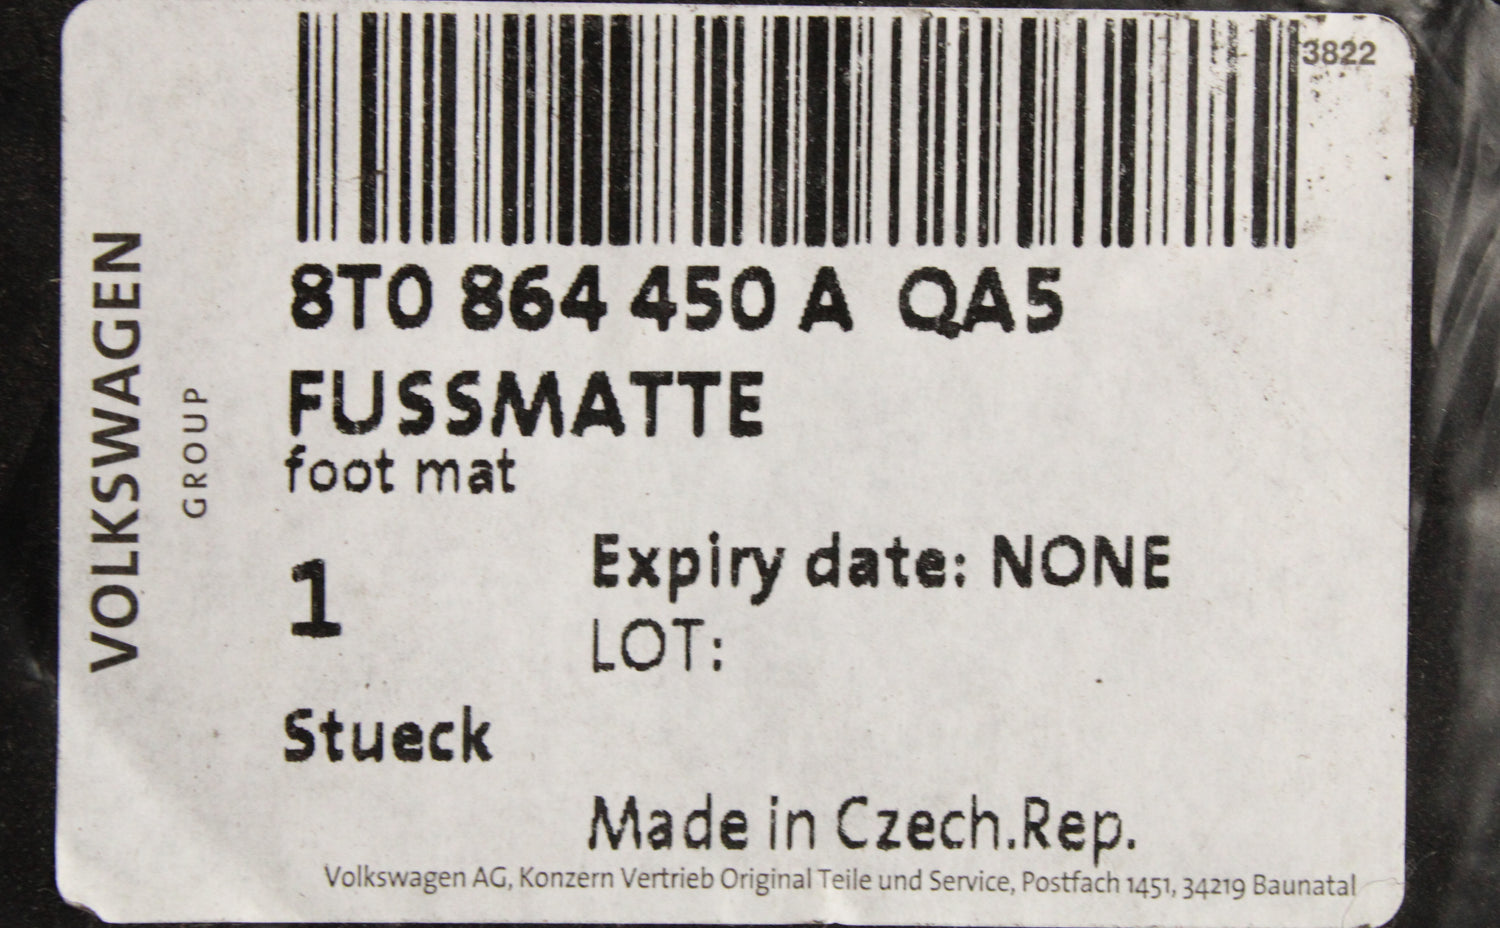 3822
8T0 864 450 A QA5
FUSSMATTE
foot mat
VOLKSWAGEN
GROUP
1
Expiry date: NONE
LOT:
Stueck
Made in Czech.Rep.
Volkswagen AG, Konzern Vertrieb Original Teile und Service, Postfach 1451, 34219 Baunatal